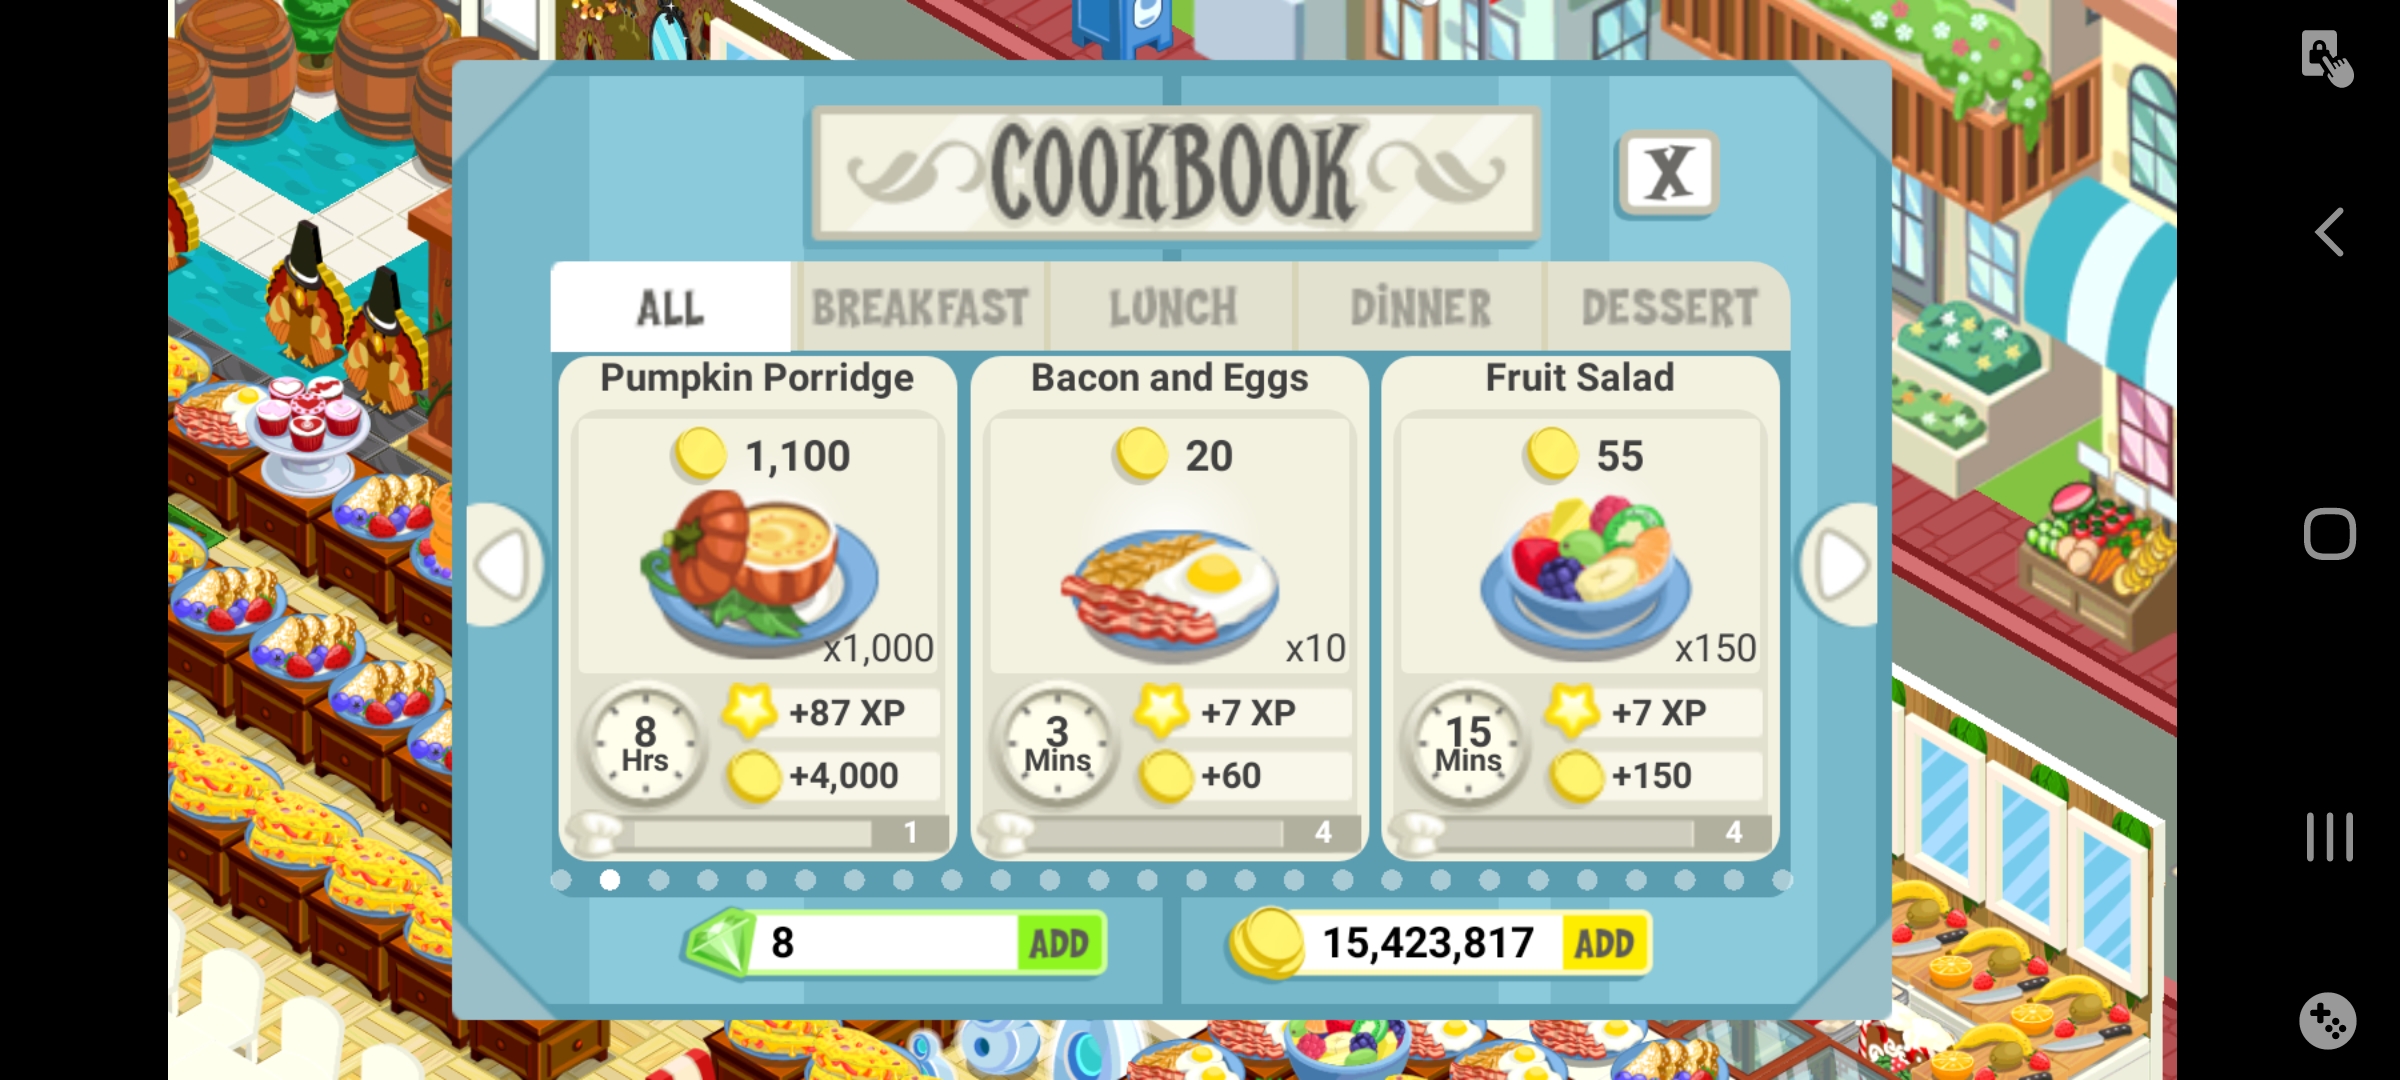 COOKBOOK
X
ALL BREAKFAST LUNCH DINNER DESSERT
Pumpkin Porridge
1,100
x1,000
8 Hrs
+87 XP
+4,000
1
Bacon and Eggs
20
x10
3 Mins
+7 XP
+60
4
Fruit Salad
55
x150
15 Mins
+7 XP
+150
4
8 ADD
15,423,817 ADD